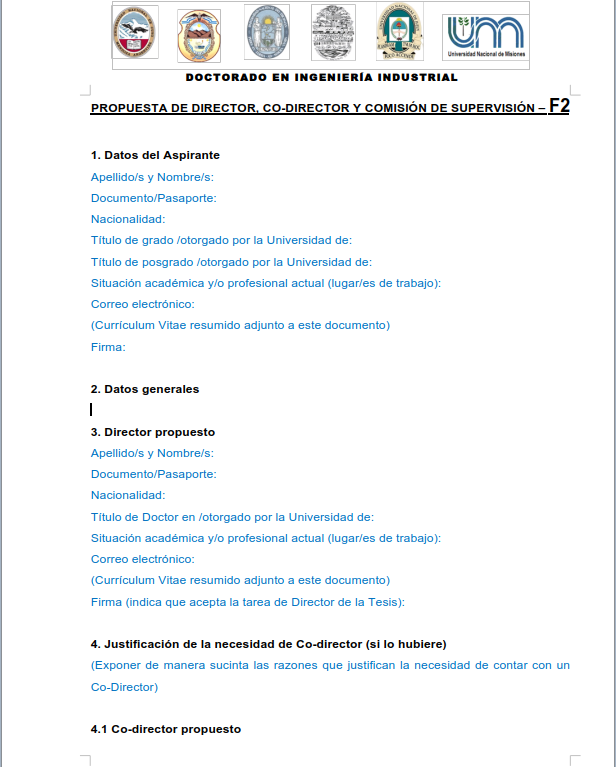 Universidad Nacional de Misiones
DOCTORADO EN INGENIERÍA INDUSTRIAL
PROPUESTA DE DIRECTOR, CO-DIRECTOR Y COMISIÓN DE SUPERVISIÓN – F2
1. Datos del Aspirante
Apellido/s y Nombre/s:
Documento/Pasaporte:
Nacionalidad:
Título de grado /otorgado por la Universidad de:
Título de posgrado /otorgado por la Universidad de:
Situación académica y/o profesional actual (lugar/es de trabajo):
Correo electrónico:
(Currículum Vitae resumido adjunto a este documento)
Firma:
2. Datos generales
3. Director propuesto
Apellido/s y Nombre/s:
Documento/Pasaporte:
Nacionalidad:
Título de Doctor en /otorgado por la Universidad de:
Situación académica y/o profesional actual (lugar/es de trabajo):
Correo electrónico:
(Currículum Vitae resumido adjunto a este documento)
Firma (indica que acepta la tarea de Director de la Tesis):
4. Justificación de la necesidad de Co-director (si lo hubiere)
(Exponer de manera sucinta las razones que justifican la necesidad de contar con un
Co-Director)
4.1 Co-director propuesto